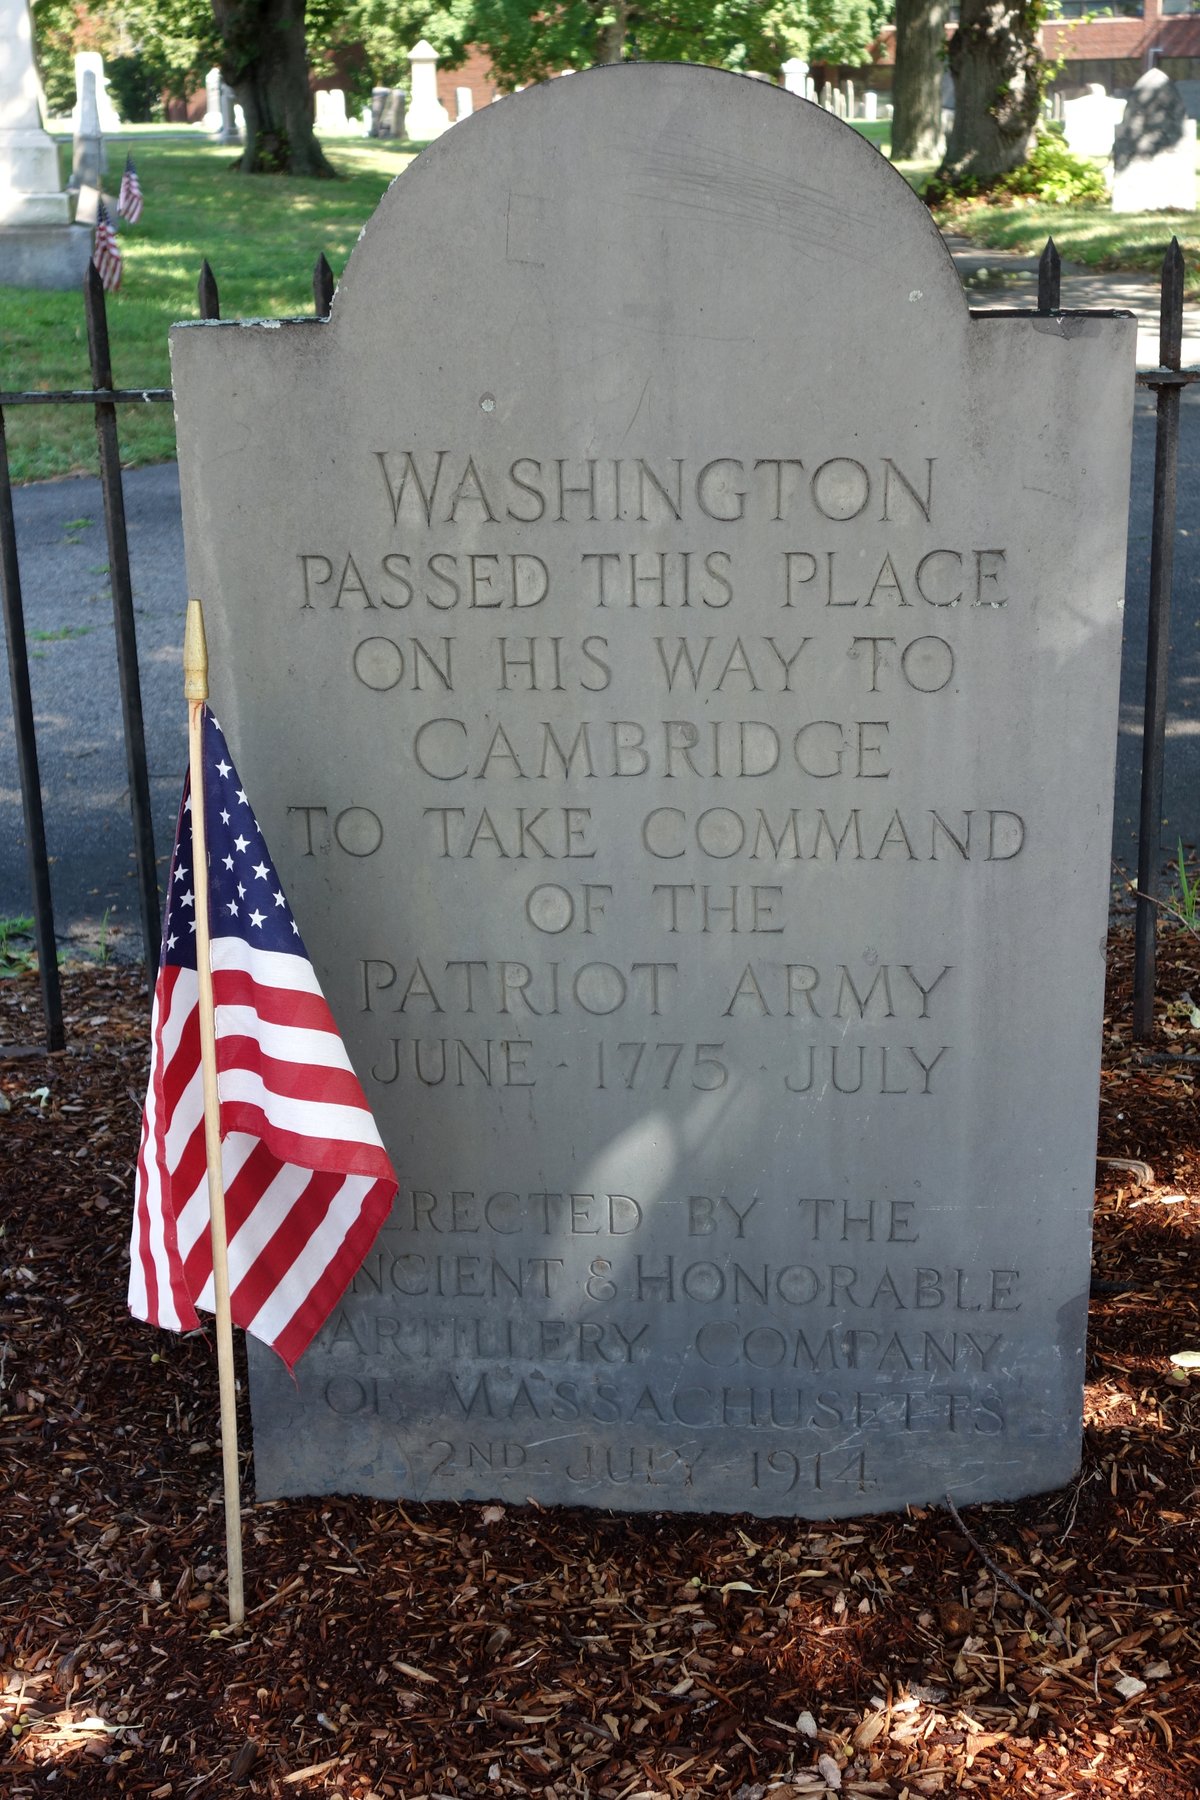 WASHINGTON
PASSED THIS PLACE
ON HIS WAY TO
CAMBRIDGE
TO TAKE COMMAND
OF THE
PATRIOT ARMY
JUNE · 1775 · JULY
ERECTED BY THE
ANCIENT & HONORABLE
ARTILLERY COMPANY
OF MASSACHUSETTS
2ND · JULY · 1914